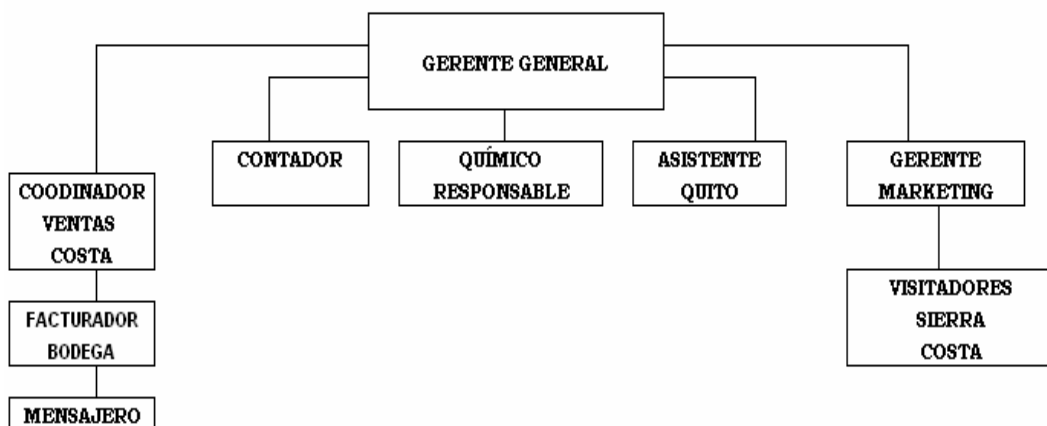 GERENTE GENERAL
CONTADOR
QUÍMICO
RESPONSABLE
ASISTENTE
QUITO
GERENTE
MARKETING
COODINADOR
VENTAS
COSTA
FACTURADOR
BODEGA
MENSAJERO
VISITADORES
SIERRA
COSTA